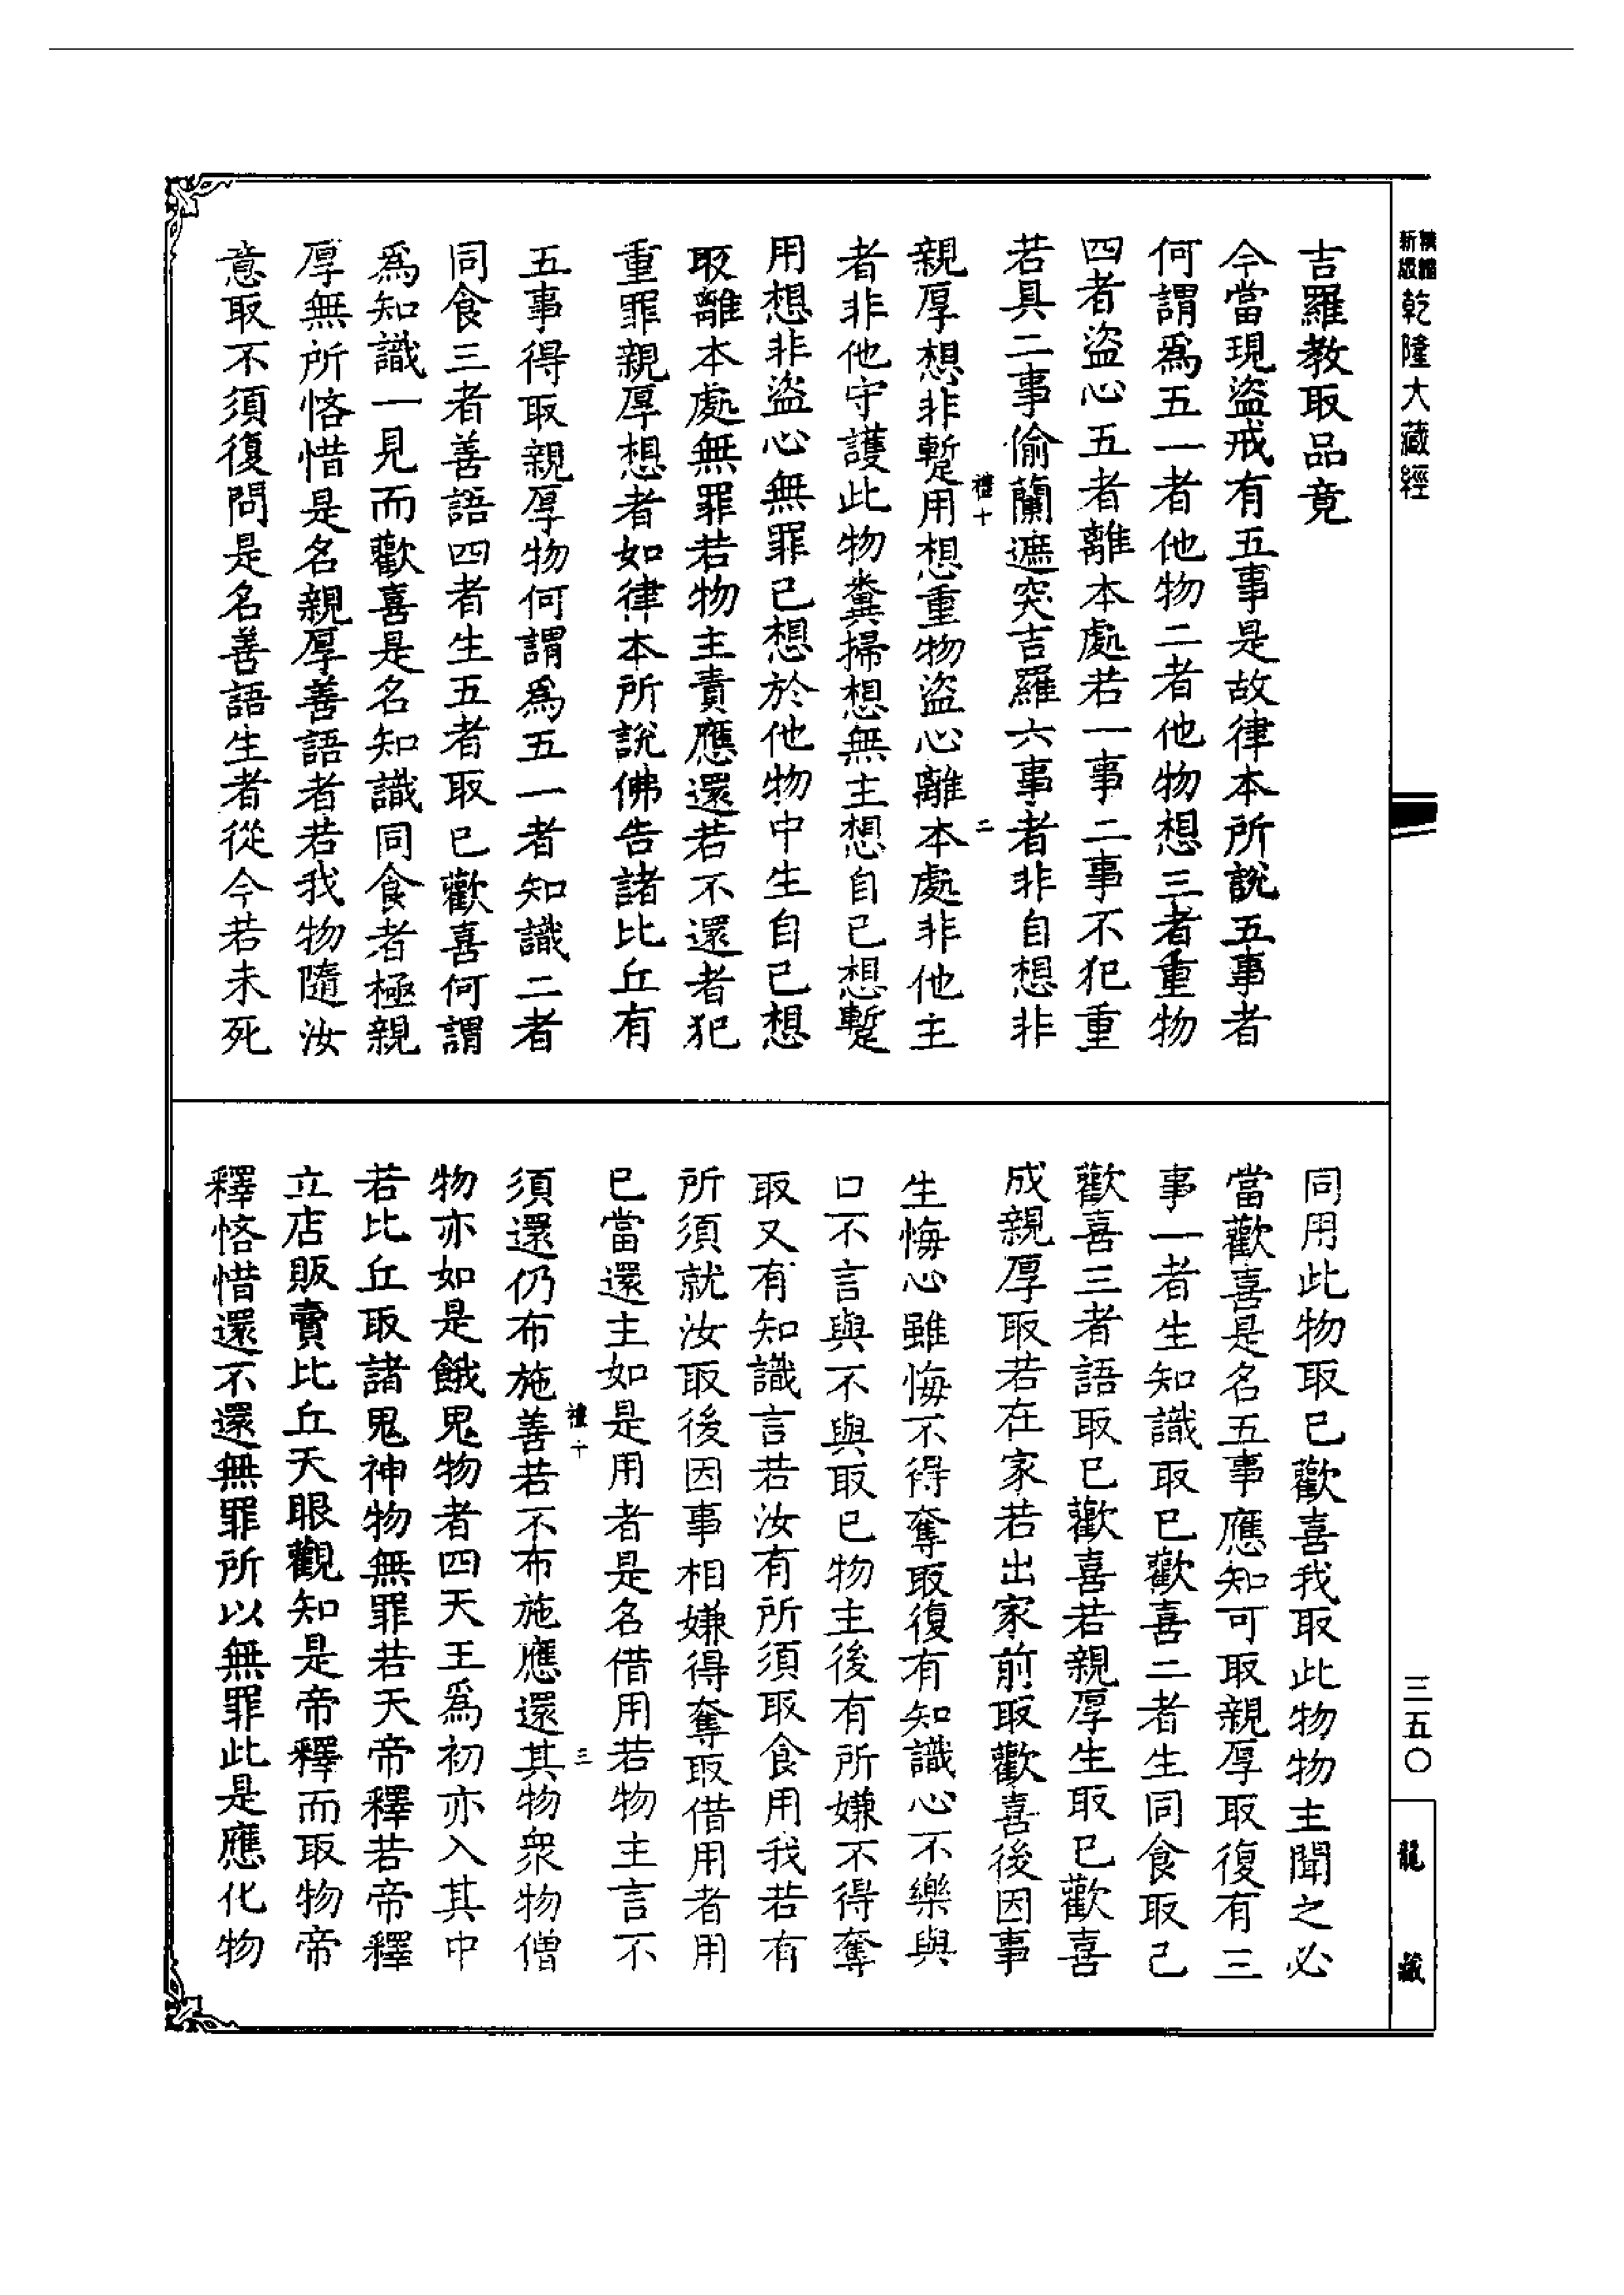 新編縮版乾隆大藏經
三五〇
龍藏
吉羅教取品竟
今當現盜戒有五事是故律本所說五事者
何謂爲五一者他物二者他物想三者重物
四者盜心五者離本處若一事二事不犯重
若具二事偷蘭遮突吉羅六事者非自想非
禮十
二
親厚想非蹔用想重物盜心離本處非他主
者非他守護此物糞掃想無主想自己想蹔
用想非盜心無罪已想於他物中生自己想
取離本處無罪若物主責應還若不還者犯
重罪親厚想者如律本所說佛告諸比丘有
五事得取親厚物何謂爲五一者知識二者
同食三者善語四者生五者取已歡喜何謂
爲知識一見而歡喜是名知識同食者極親
厚無所悋惜是名親厚善語者若我物隨汝
意取不須復問是名善語生者從今若未死
同用此物取已歡喜我取此物物主聞之必
當歡喜是名五事應知可取親厚取復有三
事一者生知識取已歡喜二者生同食取已
歡喜三者語取已歡喜若親厚生取已歡喜
成親厚取若在家若出家前取歡喜後因事
生悔心雖悔不得奪取復有知識心不樂與
口不言與不與取已物主後有所嫌不得奪
取又有知識言若汝有所須取食用我若有
所須就汝取後因事相嫌得奪取借用者用
已當還主如是用者是名借用若物主言不
禮十
三
須還仍布施善若不布施應還其物衆物僧
物亦如是餓鬼物者四天王爲初亦入其中
若比丘取諸鬼神物無罪若天帝釋若帝釋
立店販賣比丘天眼觀知是帝釋而取物帝
釋悋惜還不還無罪所以無罪此是應化物